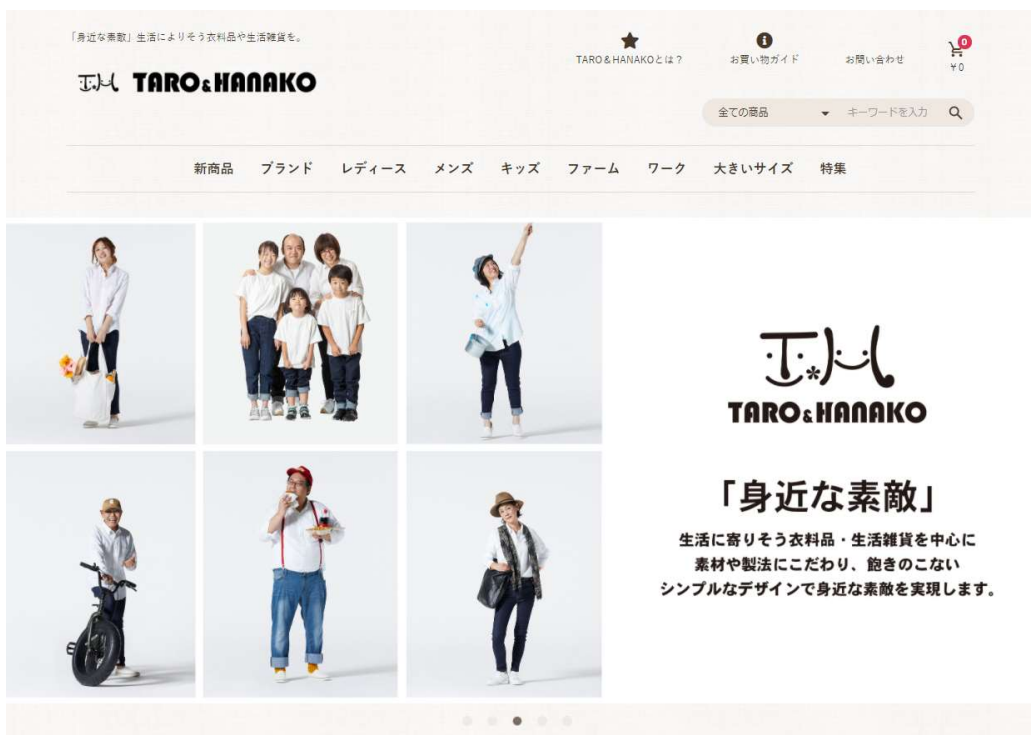 「身近な素敵」生活によりそう衣料品や生活雑貨を。
T.H TARO&HANAKO
TARO&HANAKOとは?
お買い物ガイド
お問い合わせ
0
¥0
全ての商品
キーワードを入力
新商品 ブランド レディース メンズ キッズ ファーム ワーク 大きいサイズ 特集
T*H
TARO&HANAKO
「身近な素敵」
生活に寄りそう衣料品・生活雑貨を中心に
素材や製法にこだわり、飽きのこない
シンプルなデザインで身近な素敵を実現します。